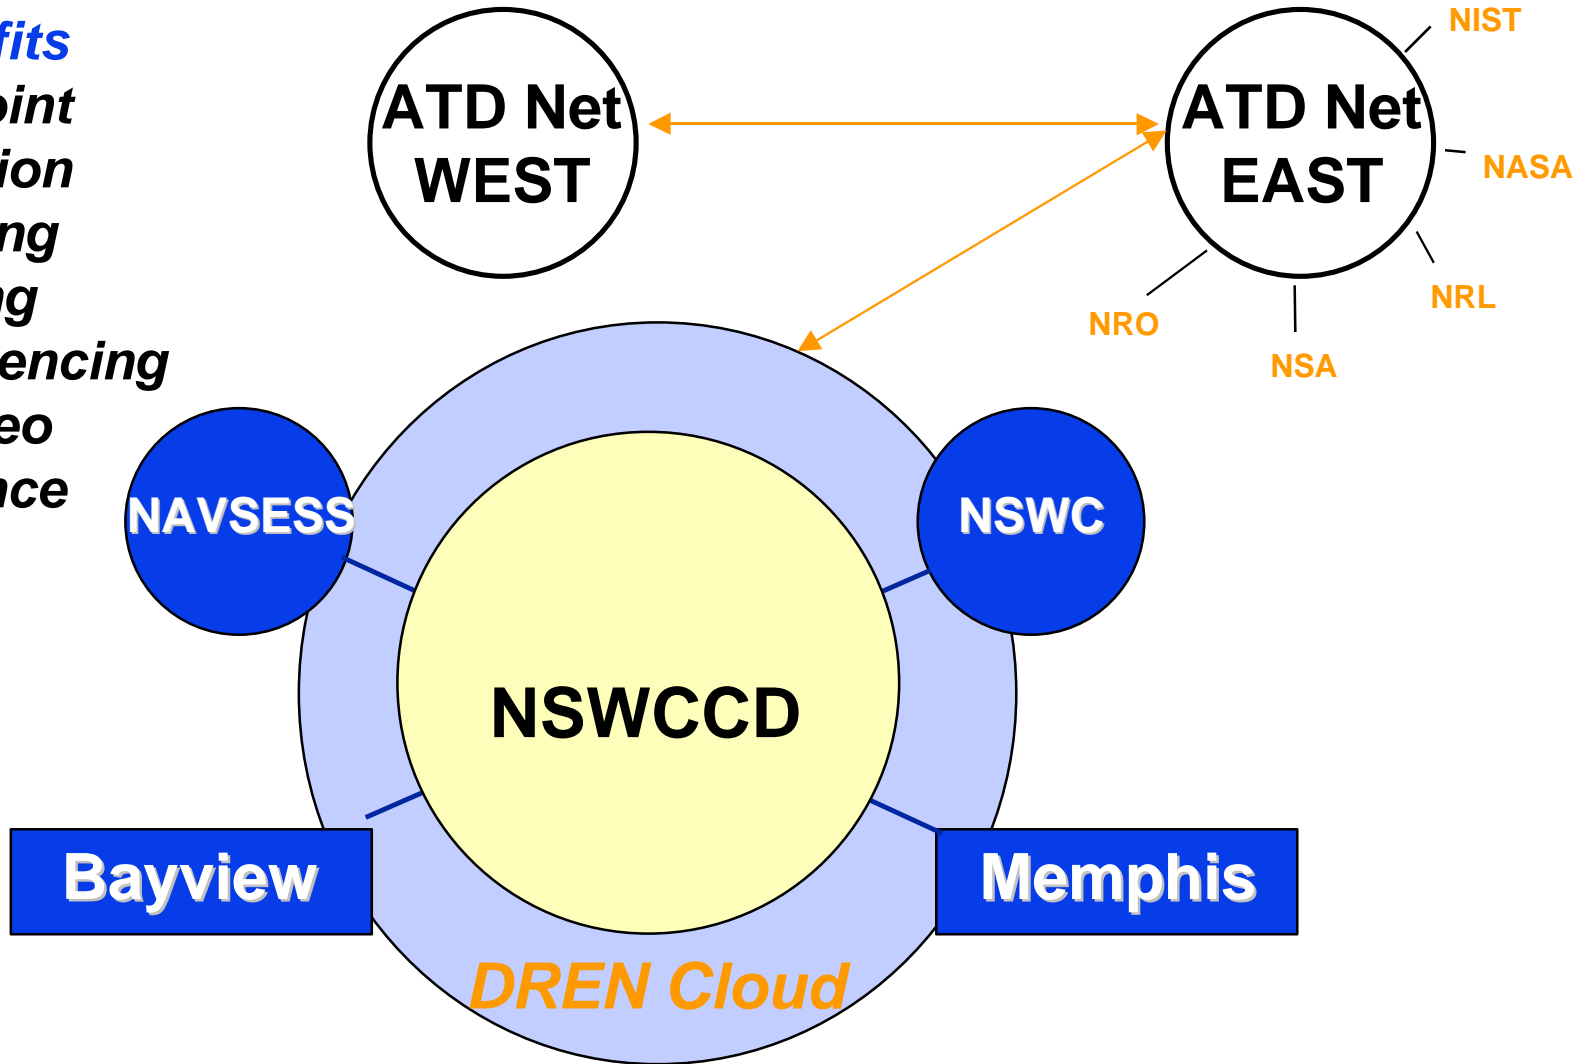 fits
oint
ion
ng
ng
encing
eo
nce
ATD Net
WEST
ATD Net
EAST
NIST
NASA
NRL
NSA
NRO
NAVSESS
NSWC
NSWCCD
Bayview
Memphis
DREN Cloud